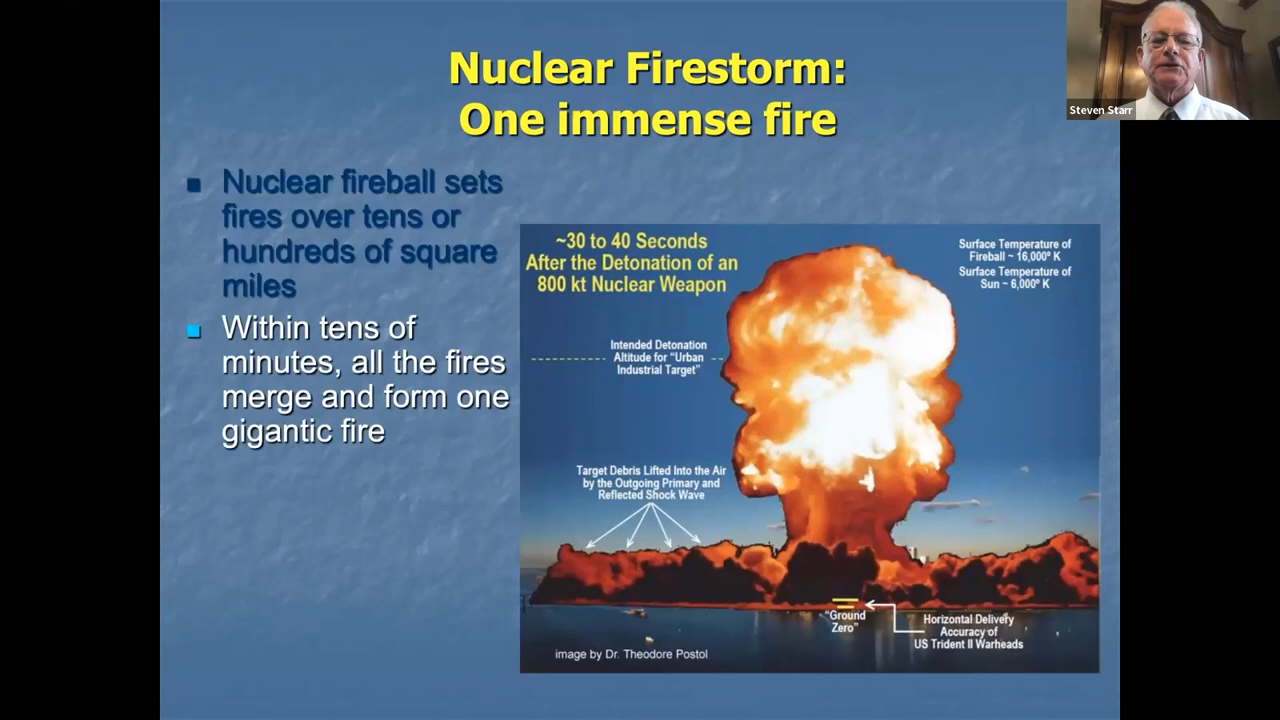 Nuclear Firestorm:
One immense fire
Steven Starr
Nuclear fireball sets
fires over tens or
hundreds of square
miles
Within tens of
minutes, all the fires
merge and form one
gigantic fire
~30 to 40 Seconds
After the Detonation of an
800 kt Nuclear Weapon
Surface Temperature of
Fireball ~ 16,000º K
Surface Temperature of
Sun ~ 6,000º K
Intended Detonation
Altitude for “Urban
Industrial Target”
Target Debris Lifted Into the Air
by the Outgoing Primary and
Reflected Shock Wave
“Ground
Zero”
Horizontal Delivery
Accuracy of
US Trident II Warheads
image by Dr. Theodore Postol